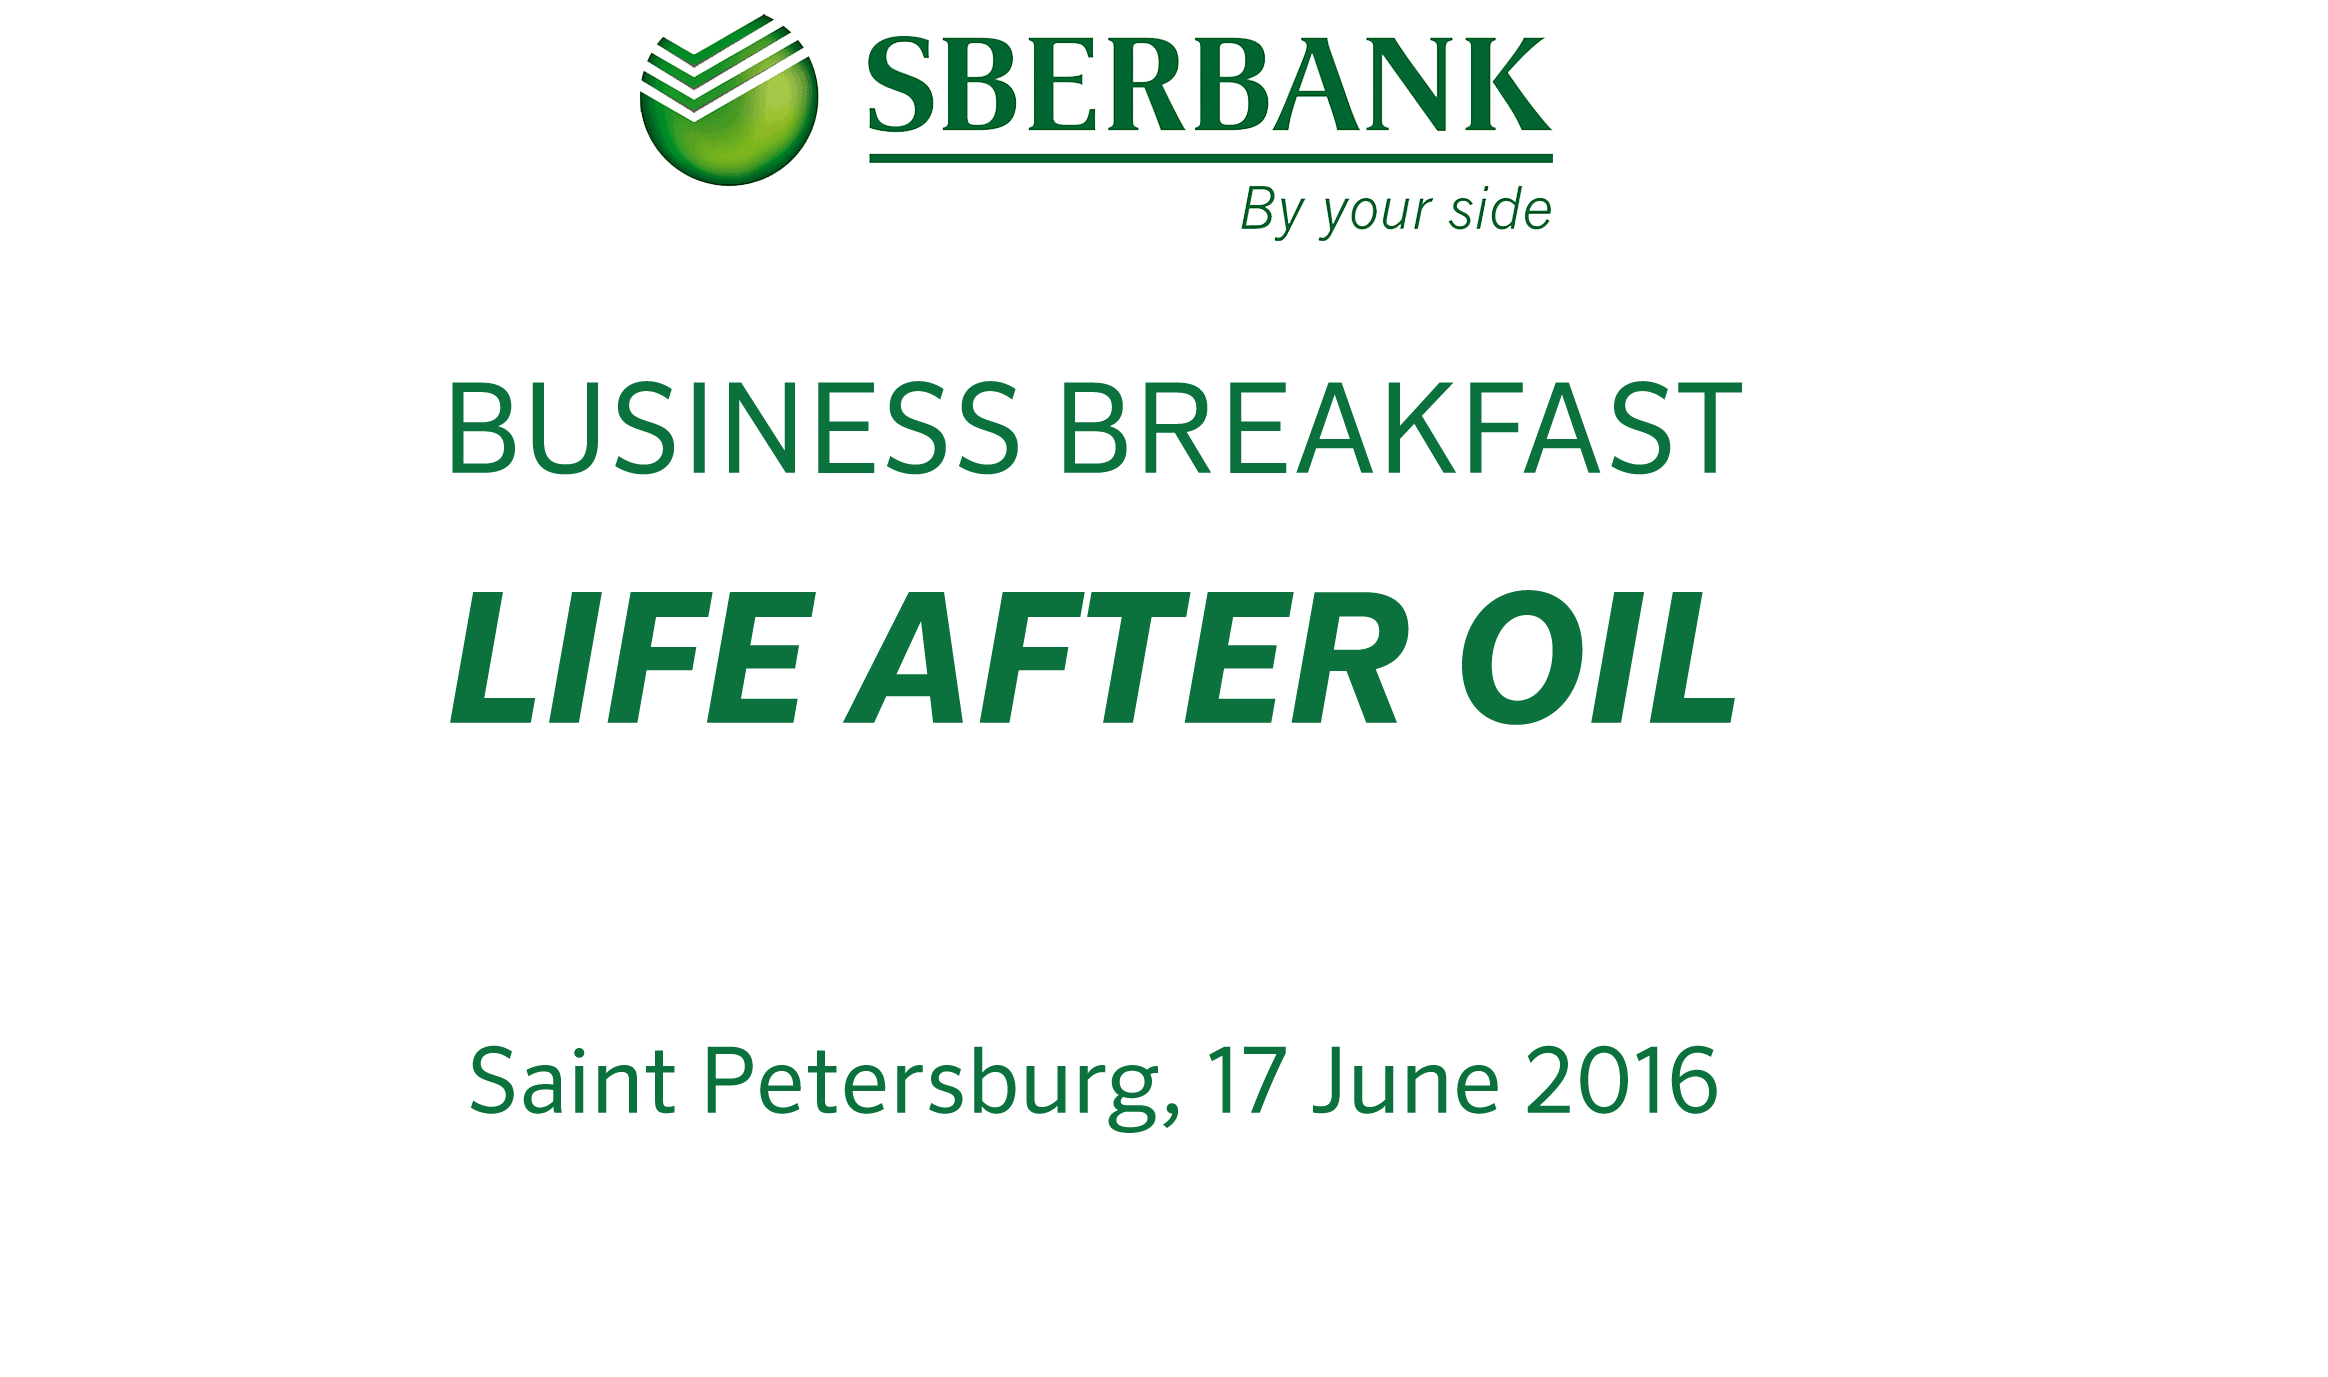 SBERBANK
By your side
BUSINESS BREAKFAST
LIFE AFTER OIL
Saint Petersburg, 17 June 2016